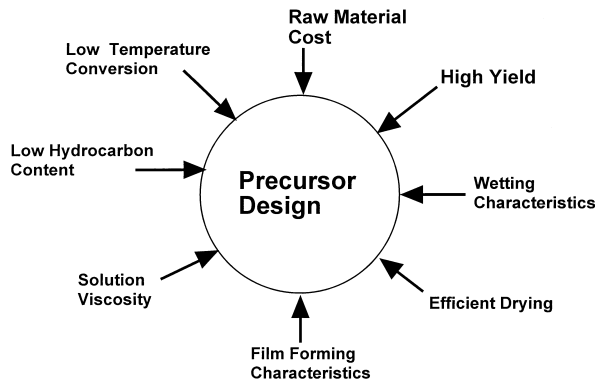 Raw Material
Cost
Low Temperature
Conversion
High Yield
Low Hydrocarbon
Content
Precursor
Design
Wetting
Characteristics
Solution
Viscosity
Efficient Drying
Film Forming
Characteristics